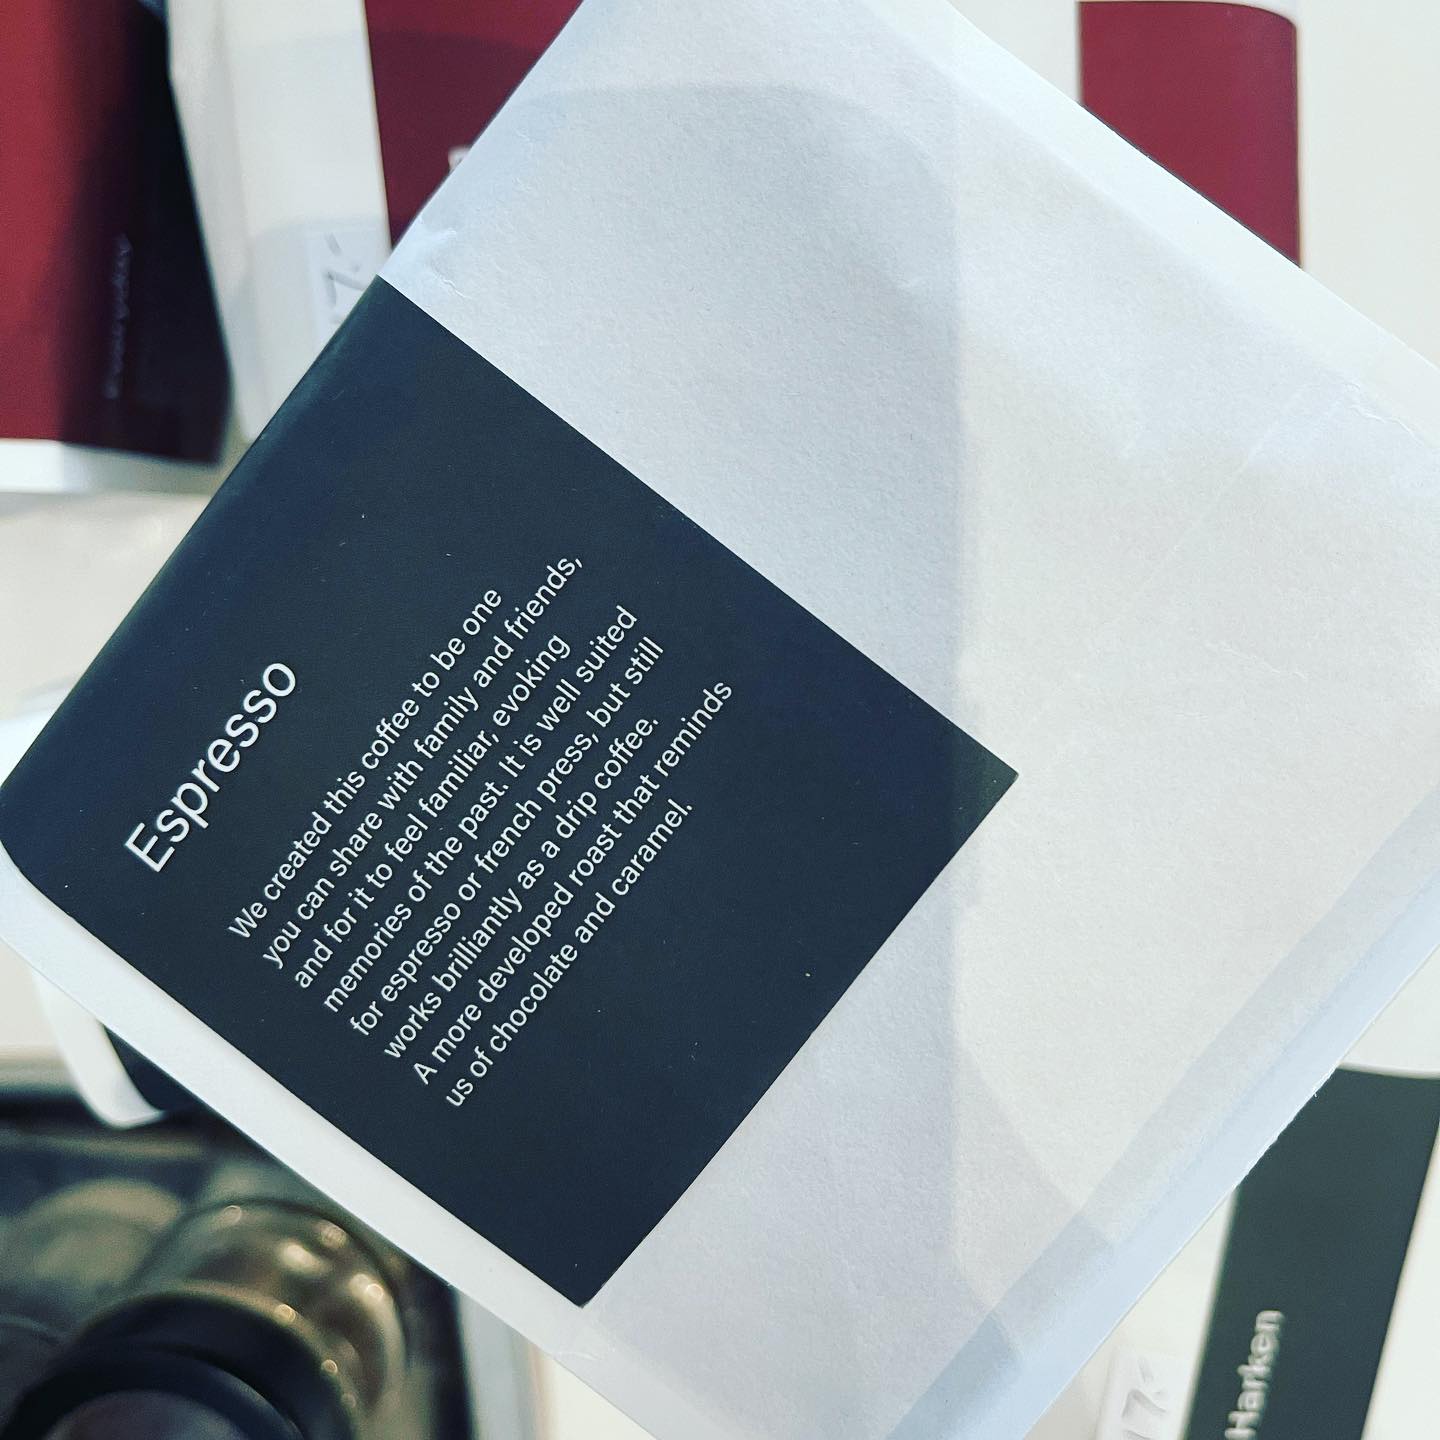 Espresso
We created this coffee to be one
you can share with family and friends,
and for it to feel familiar, evoking
memories of the past. It is well suited
for espresso or french press, but still
works brilliantly as a drip coffee.
A more developed roast that reminds
us of chocolate and caramel.
Harken